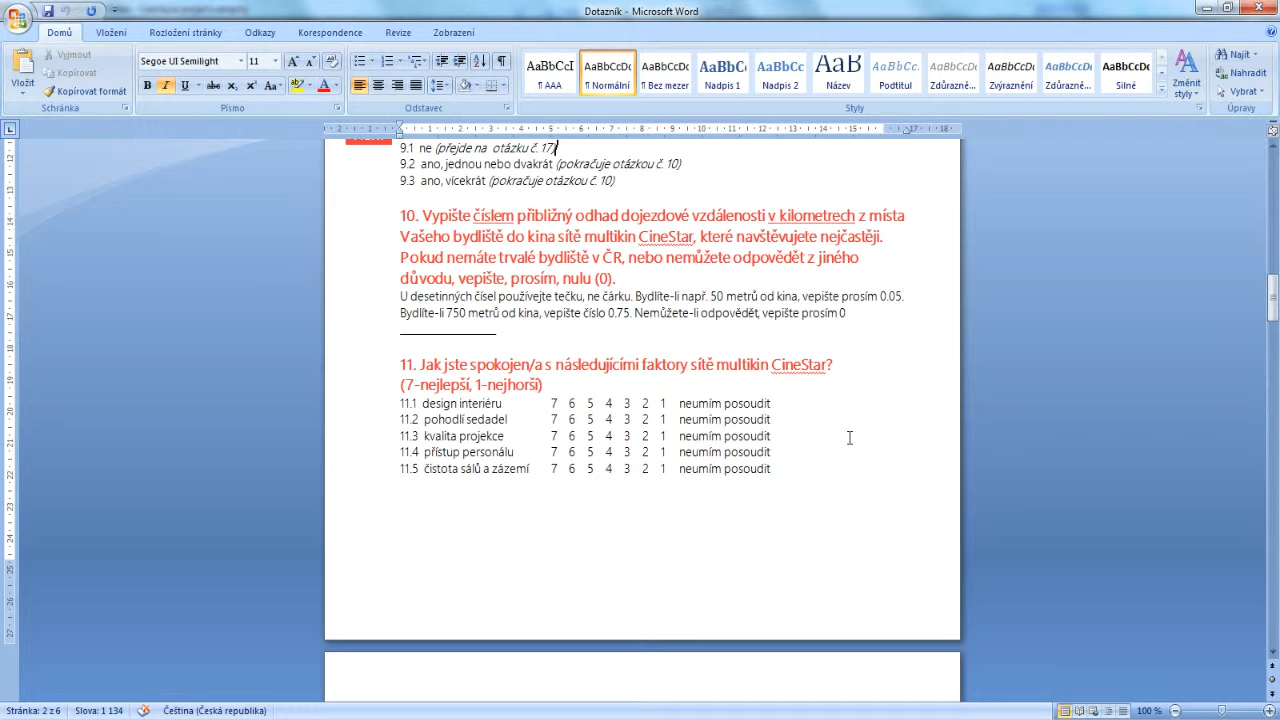 Dotazník - Microsoft Word
Domů Vložení Rozložení stránky Odkazy Korespondence Revize Zobrazení
Vložit
Vyjmout
Kopírovat
Kopírovat formát
Schránka
Segoe UI Semilight 11
B I U abc x₂ x² Aa
Písmo
Odstavec
AaBbCcI AaBbCcDc AaBbCcDc AaBbC AaBbCc AaB AaBbCcI AaBbCcDc AaBbCcDc AaBbCcDc AaBbCcDc
¶ AAA ¶ Normální ¶ Bez mezer Nadpis 1 Nadpis 2 Název Podtitul Zdůrazně... Zvýraznění Zdůrazně... Silné
Změnit styly
Styly
Najít
Nahradit
Vybrat
Úpravy
9.1 ne (přejde na otázku č. 17)
9.2 ano, jednou nebo dvakrát (pokračuje otázkou č. 10)
9.3 ano, vícekrát (pokračuje otázkou č. 10)
10. Vypište číslem přibližný odhad dojezdové vzdálenosti v kilometrech z místa
Vašeho bydliště do kina sítě multikin CineStar, které navštěvujete nejčastěji.
Pokud nemáte trvalé bydliště v ČR, nebo nemůžete odpovědět z jiného
důvodu, vepište, prosím, nulu (0).
U desetinných čísel používejte tečku, ne čárku. Bydlíte-li např. 50 metrů od kina, vepište prosím 0.05.
Bydlíte-li 750 metrů od kina, vepište číslo 0.75. Nemůžete-li odpovědět, vepište prosím 0
11. Jak jste spokojen/a s následujícími faktory sítě multikin CineStar?
(7-nejlepší, 1-nejhorší)
11.1 design interiéru 7 6 5 4 3 2 1 neumím posoudit
11.2 pohodlí sedadel 7 6 5 4 3 2 1 neumím posoudit
11.3 kvalita projekce 7 6 5 4 3 2 1 neumím posoudit
11.4 přístup personálu 7 6 5 4 3 2 1 neumím posoudit
11.5 čistota sálů a zázemí 7 6 5 4 3 2 1 neumím posoudit
Stránka: 2 z 6 Slova: 1 134 Čeština (Česká republika) 100 %